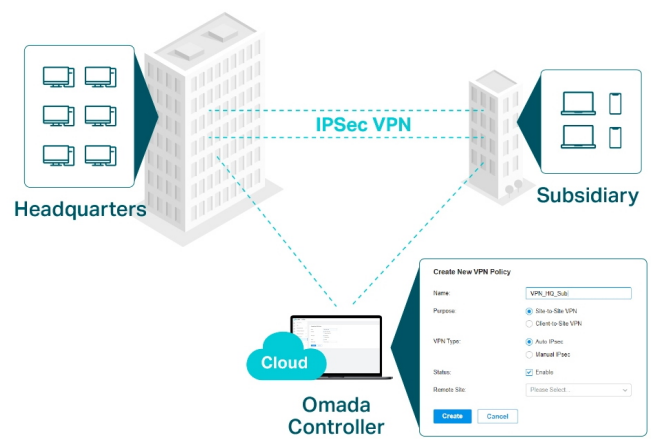 IPSec VPN
Headquarters
Subsidiary
Cloud
Omada
Controller
Create New VPN Policy
Name:
VPN_HQ_Sub
Purpose:
Site-to-Site VPN
Client-to-Site VPN
VPN Type:
Auto IPsec
Manual IPsec
Status:
Enable
Remote Site:
Please Select...
Create
Cancel